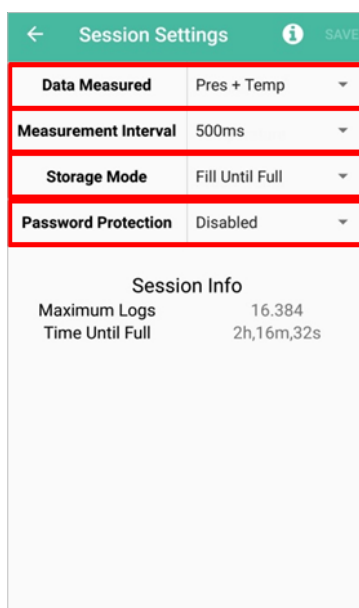 Session Settings SAVE
Data Measured Pres + Temp
Measurement Interval 500ms
Storage Mode Fill Until Full
Password Protection Disabled
Session Info
Maximum Logs 16.384
Time Until Full 2h,16m,32s